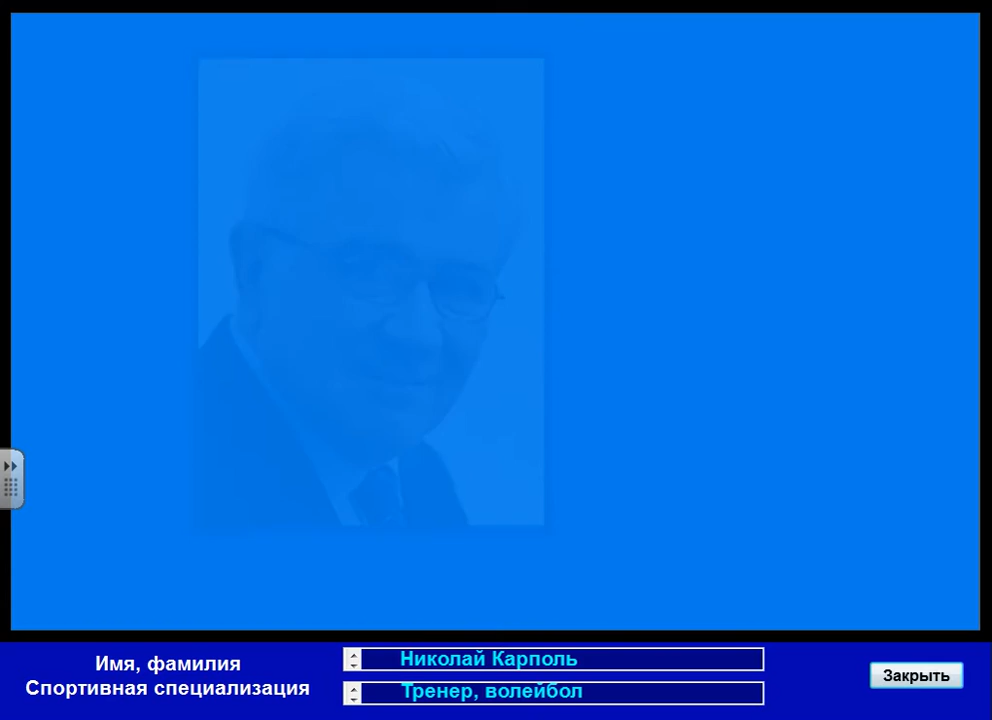 Имя, фамилия
Николай Карполь
Спортивная специализация
Тренер, волейбол
Закрыть